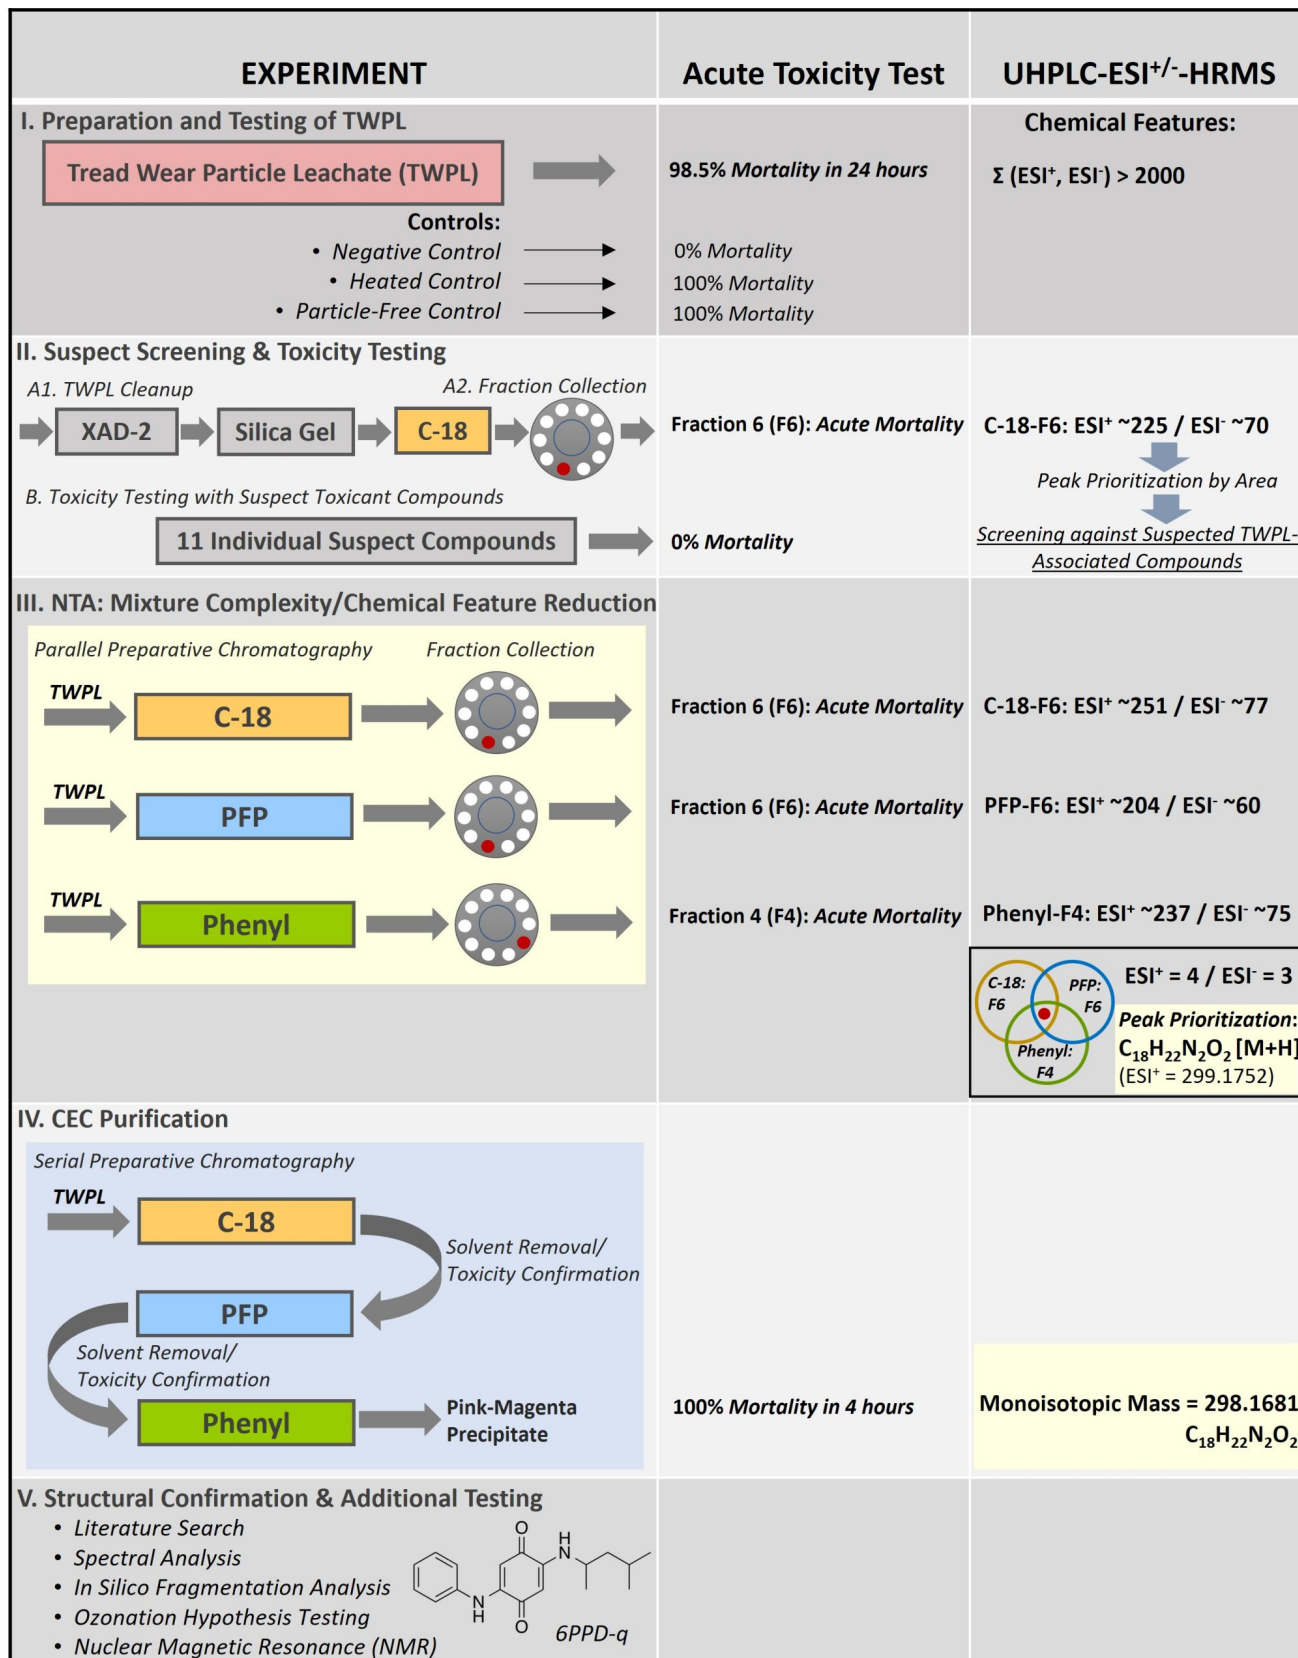 EXPERIMENT
Acute Toxicity Test
UHPLC-ESI⁺/⁻-HRMS
I. Preparation and Testing of TWPL
Tread Wear Particle Leachate (TWPL)
98.5% Mortality in 24 hours
Chemical Features:
Σ (ESI⁺, ESI⁻) > 2000
Controls:
• Negative Control
0% Mortality
• Heated Control
100% Mortality
• Particle-Free Control
100% Mortality
II. Suspect Screening & Toxicity Testing
A1. TWPL Cleanup
A2. Fraction Collection
XAD-2
Silica Gel
C-18
Fraction 6 (F6): Acute Mortality
C-18-F6: ESI⁺ ~225 / ESI⁻ ~70
Peak Prioritization by Area
Screening against Suspected TWPL-
Associated Compounds
B. Toxicity Testing with Suspect Toxicant Compounds
11 Individual Suspect Compounds
0% Mortality
III. NTA: Mixture Complexity/Chemical Feature Reduction
Parallel Preparative Chromatography
Fraction Collection
TWPL
C-18
Fraction 6 (F6): Acute Mortality
C-18-F6: ESI⁺ ~251 / ESI⁻ ~77
TWPL
PFP
Fraction 6 (F6): Acute Mortality
PFP-F6: ESI⁺ ~204 / ESI⁻ ~60
TWPL
Phenyl
Fraction 4 (F4): Acute Mortality
Phenyl-F4: ESI⁺ ~237 / ESI⁻ ~75
C-18:
F6
PFP:
F6
Phenyl:
F4
ESI⁺ = 4 / ESI⁻ = 3
Peak Prioritization:
C₁₈H₂₂N₂O₂ [M+H]
(ESI⁺ = 299.1752)
IV. CEC Purification
Serial Preparative Chromatography
TWPL
C-18
Solvent Removal/
Toxicity Confirmation
PFP
Solvent Removal/
Toxicity Confirmation
Phenyl
Pink-Magenta
Precipitate
100% Mortality in 4 hours
Monoisotopic Mass = 298.1681
C₁₈H₂₂N₂O₂
V. Structural Confirmation & Additional Testing
• Literature Search
• Spectral Analysis
• In Silico Fragmentation Analysis
• Ozonation Hypothesis Testing
• Nuclear Magnetic Resonance (NMR)
O
H
N
N
H
O
6PPD-q